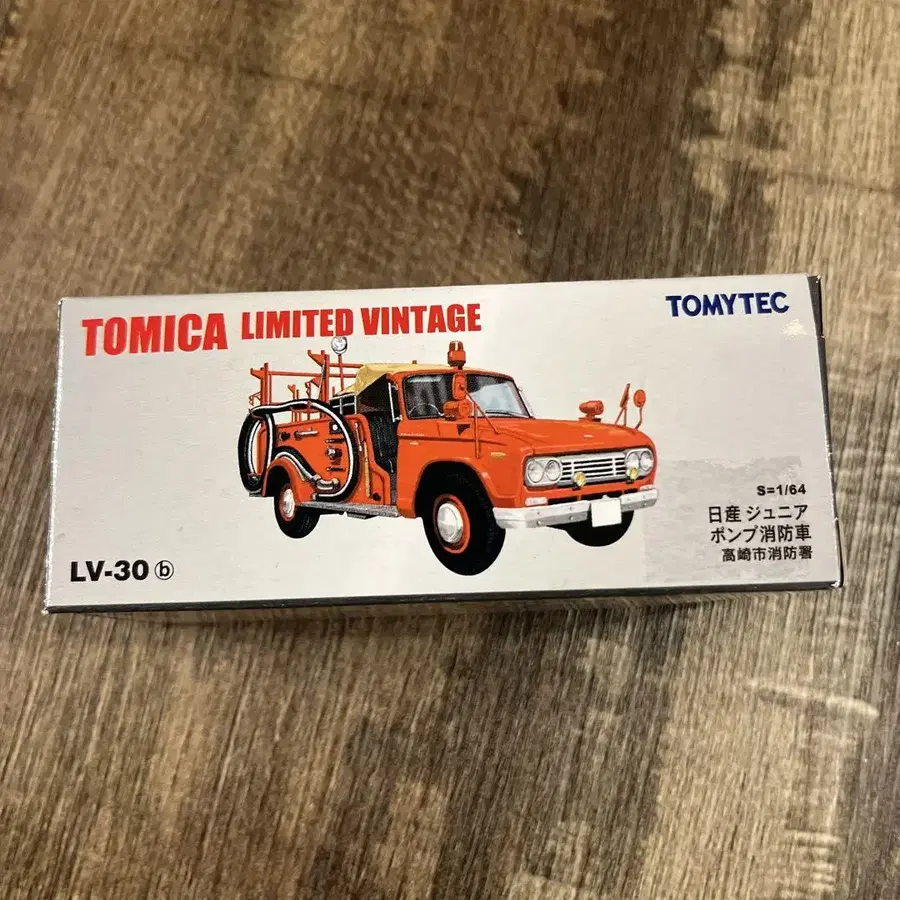 TOMICA LIMITED VINTAGE
TOMYTEC
S=1/64
日産 ジュニア
ポンプ消防車
高崎市消防署
LV-30 ⓑ